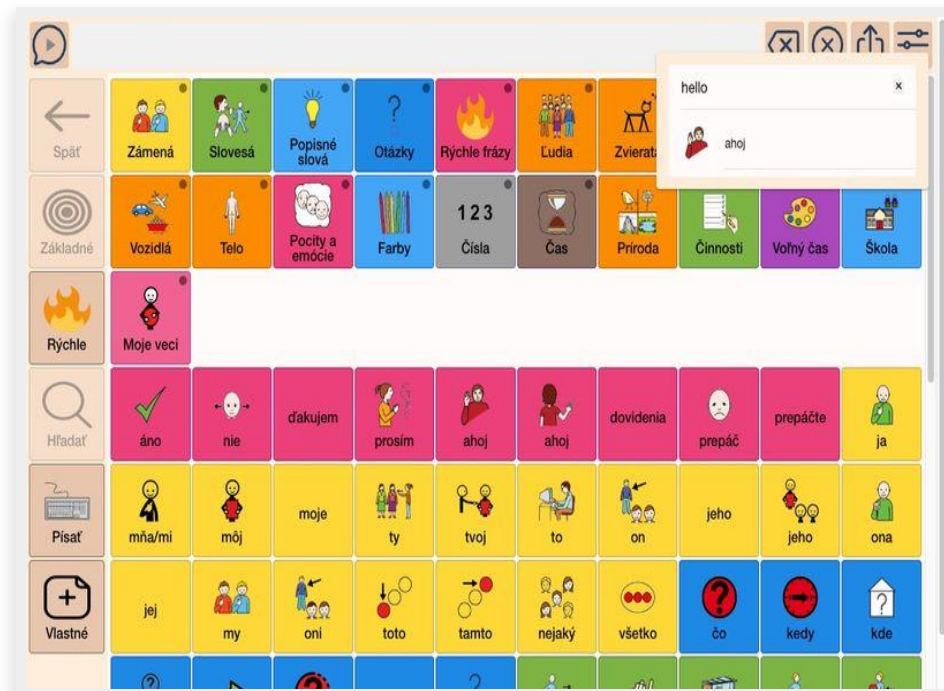 hello ×
ahoj
Späť
Zámená
Slovesá
Popisné
slová
Otázky
Rýchle frázy
Ľudia
Zvieratá
Základné
Vozidlá
Telo
Pocity a
emócie
Farby
1 2 3
Čísla
Čas
Príroda
Činnosti
Voľný čas
Škola
Rýchle
Moje veci
Hľadať
áno
nie
ďakujem
prosím
ahoj
ahoj
dovidenia
prepáč
prepáčte
ja
Písať
mňa/mi
môj
moje
ty
tvoj
to
on
jeho
jeho
ona
Vlastné
jej
my
oni
toto
tamto
nejaký
všetko
čo
kedy
kde